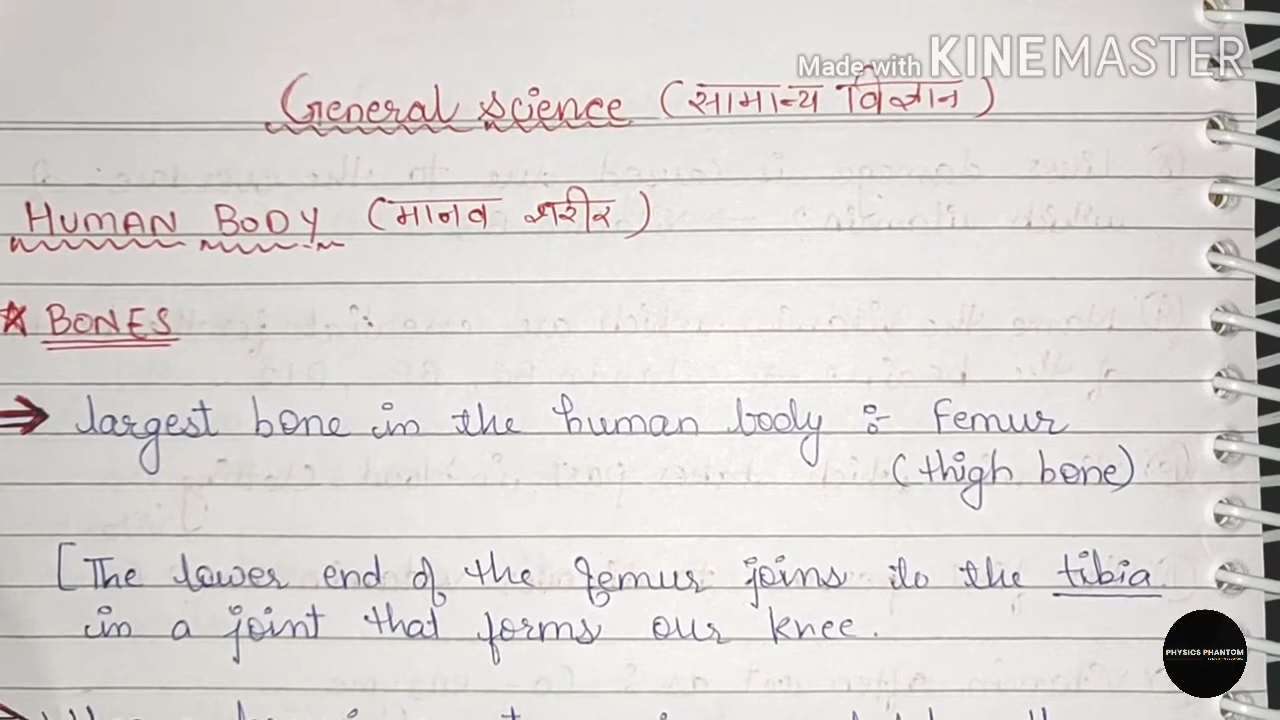 Made with KINEMASTER
General science (सामान्य विज्ञान)
HUMAN BODY (मानव शरीर)
BONES
largest bone in the human body :- Femur
(thigh bone)
[The lower end of the femur joins to the tibia
in a joint that forms our knee.
PHYSICS PHANTOM